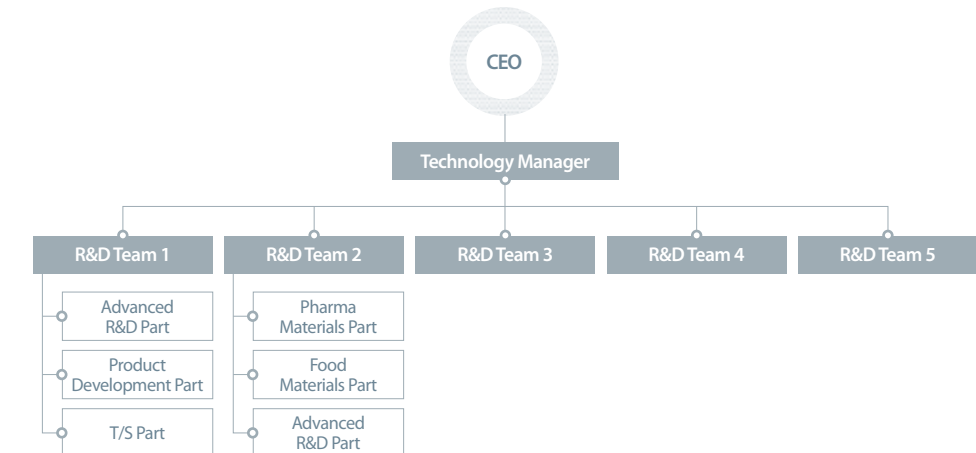 CEO
Technology Manager
R&D Team 1
R&D Team 2
R&D Team 3
R&D Team 4
R&D Team 5
Advanced
R&D Part
Product
Development Part
T/S Part
Pharma
Materials Part
Food
Materials Part
Advanced
R&D Part